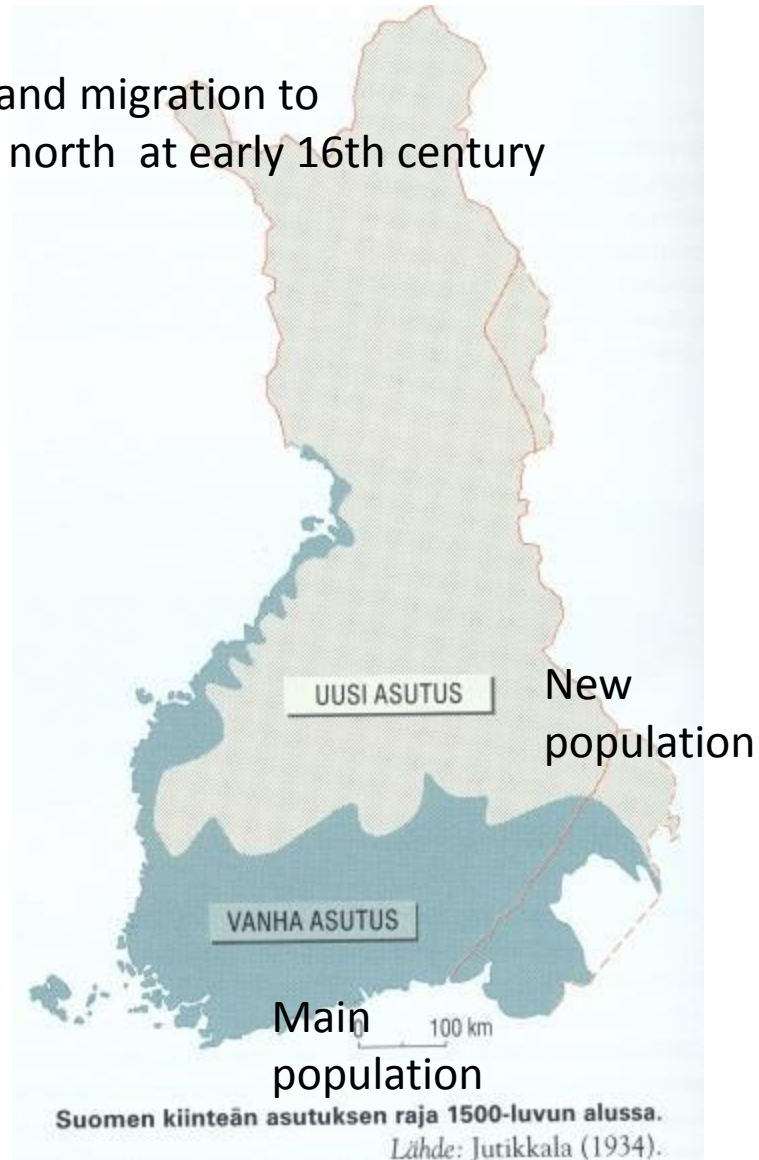 and migration to
north at early 16th century
UUSI ASUTUS
New
population
VANHA ASUTUS
Main
population
0 100 km
Suomen kiinteän asutuksen raja 1500-luvun alussa.
Lähde: Jutikkala (1934).